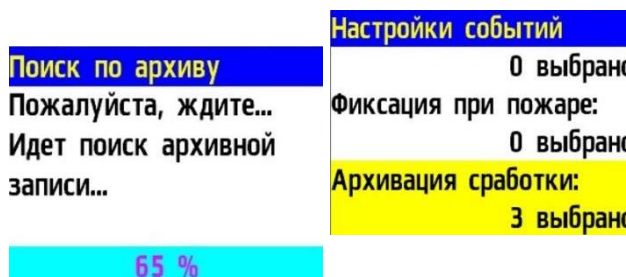 Поиск по архиву
Пожалуйста, ждите...
Идет поиск архивной
записи...
65 %
Настройки событий
0 выбрано
Фиксация при пожаре:
0 выбрано
Архивация сработки:
3 выбрано